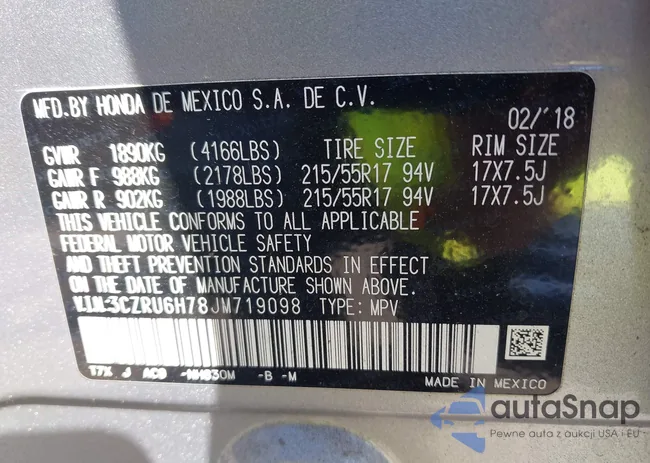 MFD.BY HONDA DE MEXICO S.A. DE C.V.
02/'18
GVWR 1890KG (4166LBS) TIRE SIZE RIM SIZE
GAWR F 988KG (2178LBS) 215/55R17 94V 17X7.5J
GAWR R 902KG (1988LBS) 215/55R17 94V 17X7.5J
THIS VEHICLE CONFORMS TO ALL APPLICABLE
FEDERAL MOTOR VEHICLE SAFETY
AND THEFT PREVENTION STANDARDS IN EFFECT
ON THE DATE OF MANUFACTURE SHOWN ABOVE.
V.I.N.:3CZRU6H78JM719098 TYPE: MPV
T7X J AC9 -NH830M -B -M
MADE IN MEXICO
autaSnap
Pewne auta z aukcji USA i EU